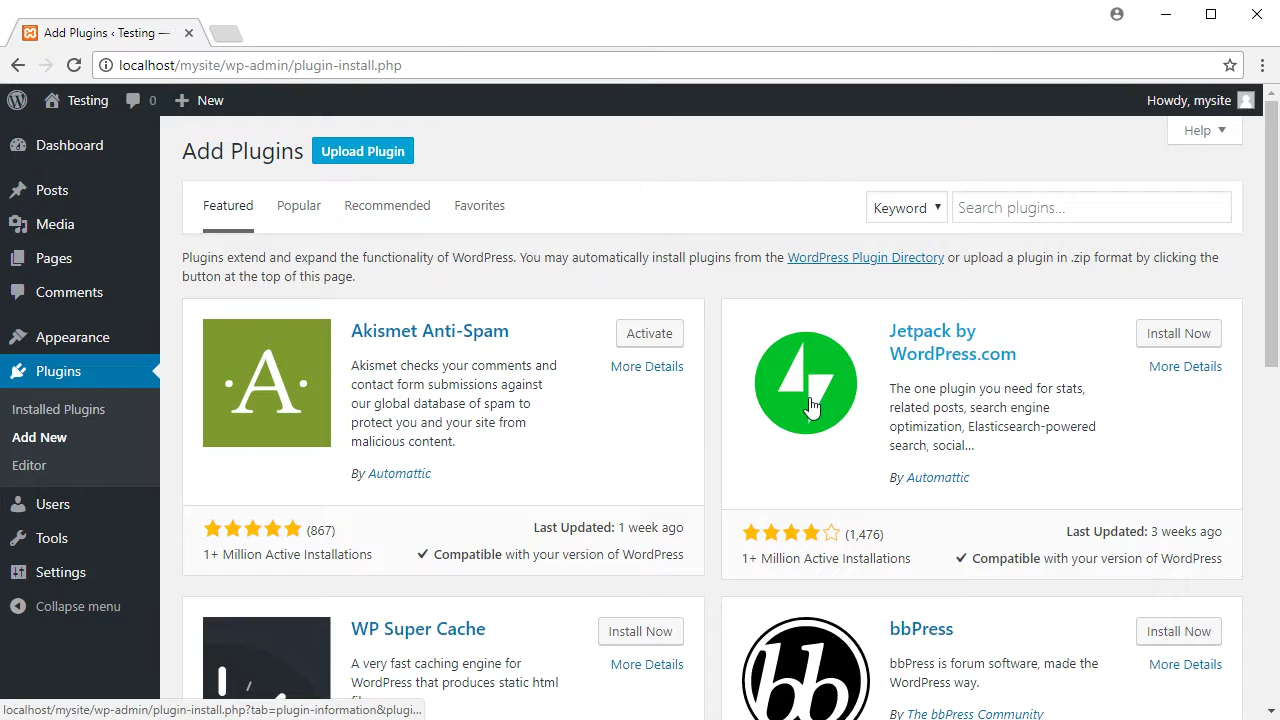 Add Plugins ‹ Testing —
localhost/mysite/wp-admin/plugin-install.php
Testing 0 New Howdy, mysite
Help
Dashboard
Posts
Media
Pages
Comments
Appearance
Plugins
Installed Plugins
Add New
Editor
Users
Tools
Settings
Collapse menu
Add Plugins Upload Plugin
Featured Popular Recommended Favorites Keyword Search plugins...
Plugins extend and expand the functionality of WordPress. You may automatically install plugins from the WordPress Plugin Directory or upload a plugin in .zip format by clicking the
button at the top of this page.
A
Akismet Anti-Spam
Activate
More Details
Akismet checks your comments and
contact form submissions against
our global database of spam to
protect you and your site from
malicious content.
By Automattic
(867)
Last Updated: 1 week ago
1+ Million Active Installations
Compatible with your version of WordPress
Jetpack by
WordPress.com
Install Now
More Details
The one plugin you need for stats,
related posts, search engine
optimization, Elasticsearch-powered
search, social...
By Automattic
(1,476)
Last Updated: 3 weeks ago
1+ Million Active Installations
Compatible with your version of WordPress
WP Super Cache
Install Now
More Details
A very fast caching engine for
WordPress that produces static html
bb
bbPress
Install Now
More Details
bbPress is forum software, made the
WordPress way.
By The bbPress Community
localhost/mysite/wp-admin/plugin-install.php?tab=plugin-information&plugi...